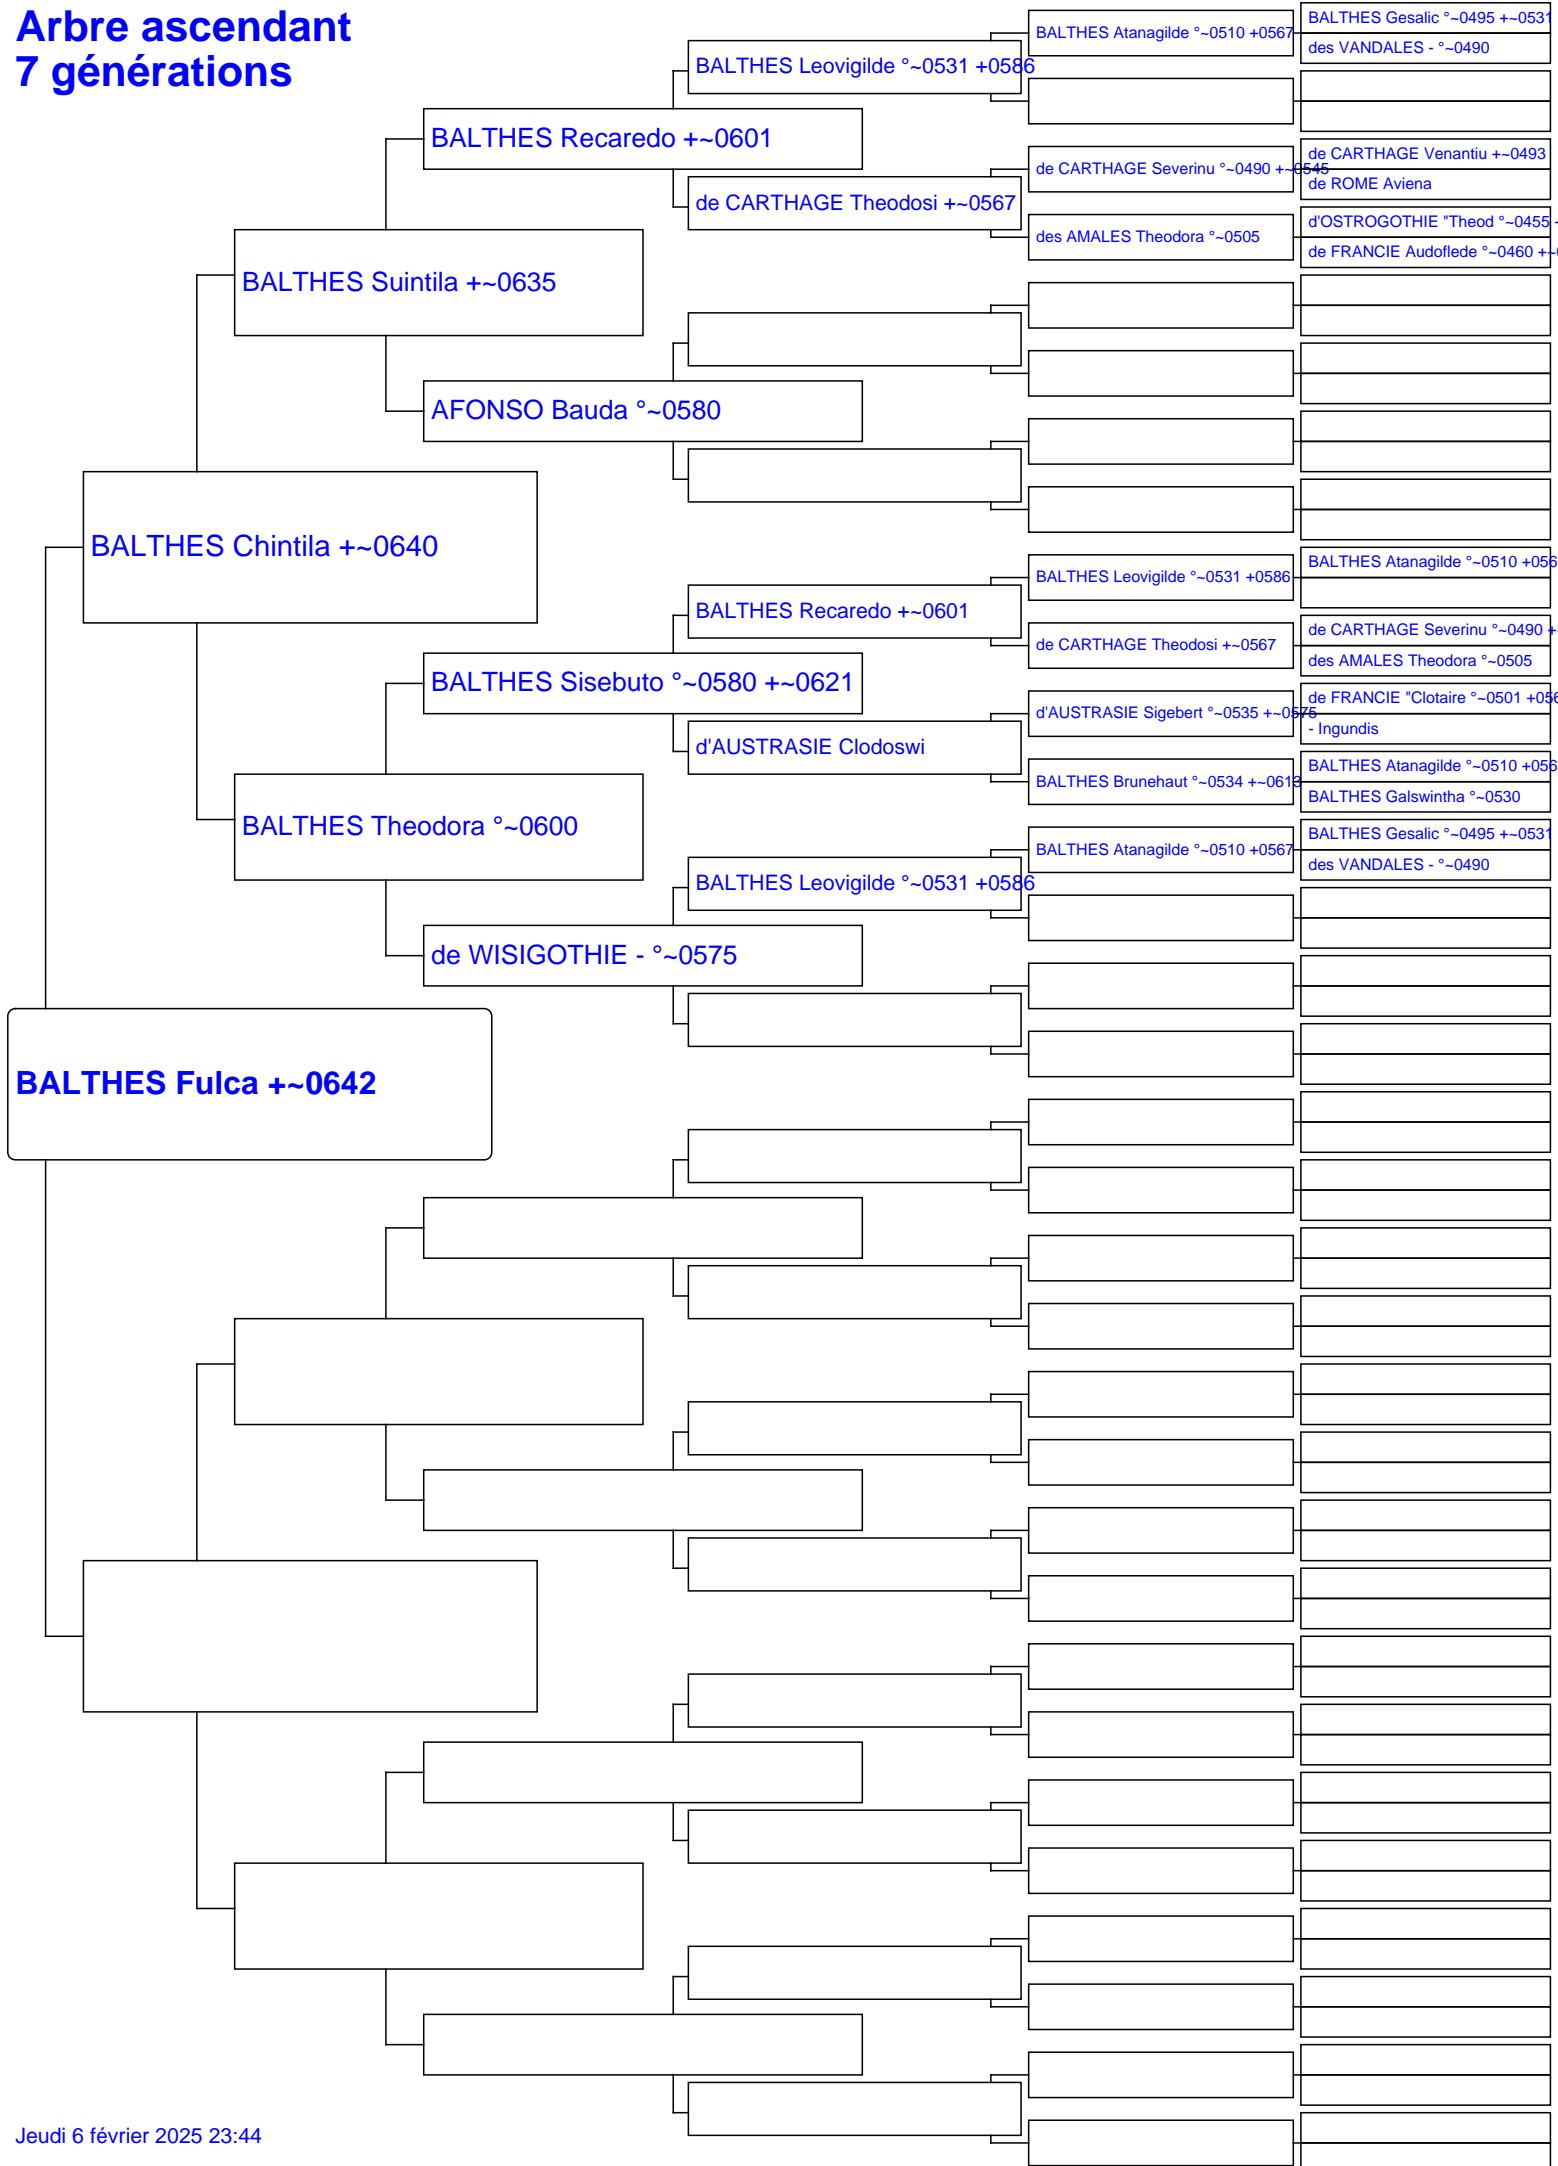 Arbre ascendant
7 générations
BALTHES Fulca +~0642
BALTHES Chintila +~0640
BALTHES Suintila +~0635
BALTHES Theodora °~0600
BALTHES Recaredo +~0601
AFONSO Bauda °~0580
BALTHES Sisebuto °~0580 +~0621
de WISIGOTHIE - °~0575
BALTHES Leovigilde °~0531 +0586
de CARTHAGE Theodosi +~0567
BALTHES Recaredo +~0601
d'AUSTRASIE Clodoswi
BALTHES Leovigilde °~0531 +0586
BALTHES Atanagilde °~0510 +0567
de CARTHAGE Severinu °~0490 +~0545
des AMALES Theodora °~0505
BALTHES Leovigilde °~0531 +0586
de CARTHAGE Theodosi +~0567
d'AUSTRASIE Sigebert °~0535 +~0575
BALTHES Brunehaut °~0534 +~0613
BALTHES Atanagilde °~0510 +0567
BALTHES Gesalic °~0495 +~0531
des VANDALES - °~0490
de CARTHAGE Venantiu +~0493
de ROME Aviena
d'OSTROGOTHIE "Theod °~0455 -
de FRANCIE Audoflede °~0460 +~
BALTHES Atanagilde °~0510 +056
de CARTHAGE Severinu °~0490 +
des AMALES Theodora °~0505
de FRANCIE "Clotaire °~0501 +056
- Ingundis
BALTHES Atanagilde °~0510 +056
BALTHES Galswintha °~0530
BALTHES Gesalic °~0495 +~0531
des VANDALES - °~0490
Jeudi 6 février 2025 23:44